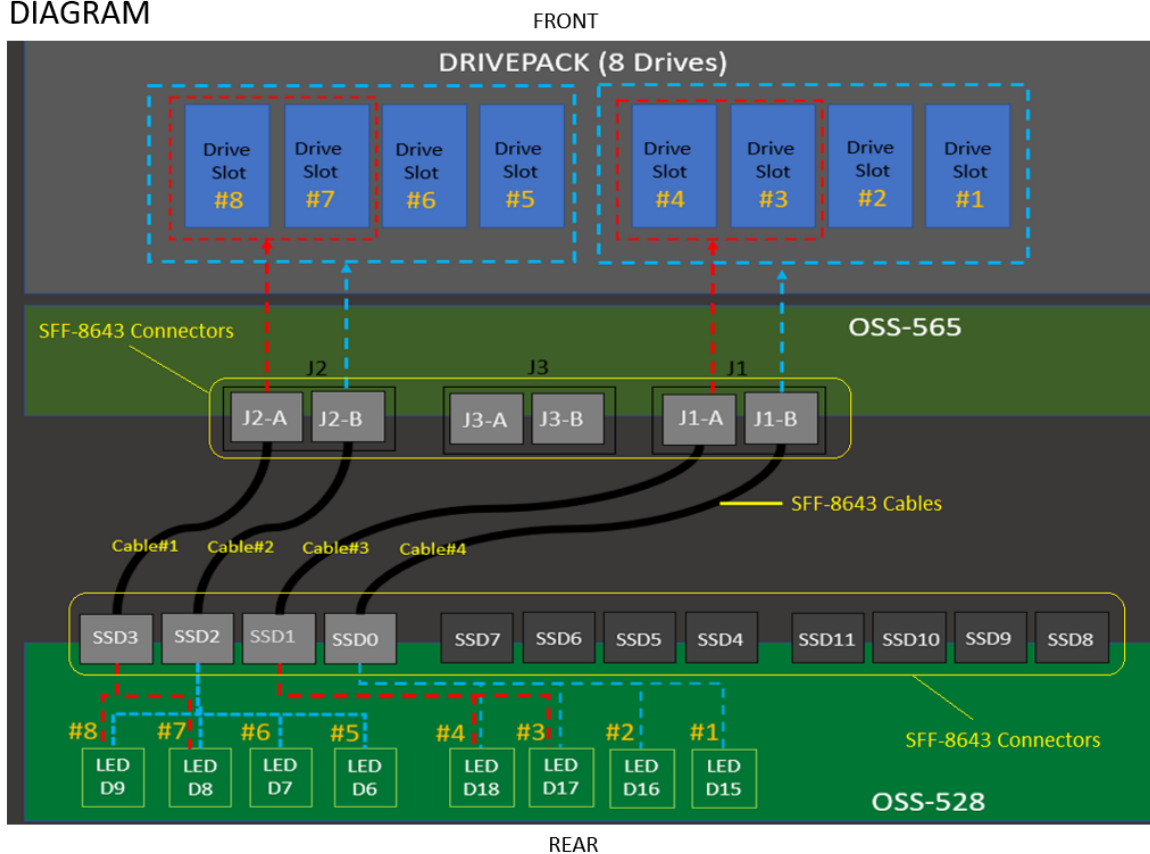 DIAGRAM
FRONT
DRIVEPACK (8 Drives)
Drive
Slot
#8
Drive
Slot
#7
Drive
Slot
#6
Drive
Slot
#5
Drive
Slot
#4
Drive
Slot
#3
Drive
Slot
#2
Drive
Slot
#1
SFF-8643 Connectors
OSS-565
J2
J3
J1
J2-A
J2-B
J3-A
J3-B
J1-A
J1-B
SFF-8643 Cables
Cable#1
Cable#2
Cable#3
Cable#4
SSD3
SSD2
SSD1
SSD0
SSD7
SSD6
SSD5
SSD4
SSD11
SSD10
SSD9
SSD8
#8
#7
#6
#5
#4
#3
#2
#1
SFF-8643 Connectors
LED
D9
LED
D8
LED
D7
LED
D6
LED
D18
LED
D17
LED
D16
LED
D15
OSS-528
REAR